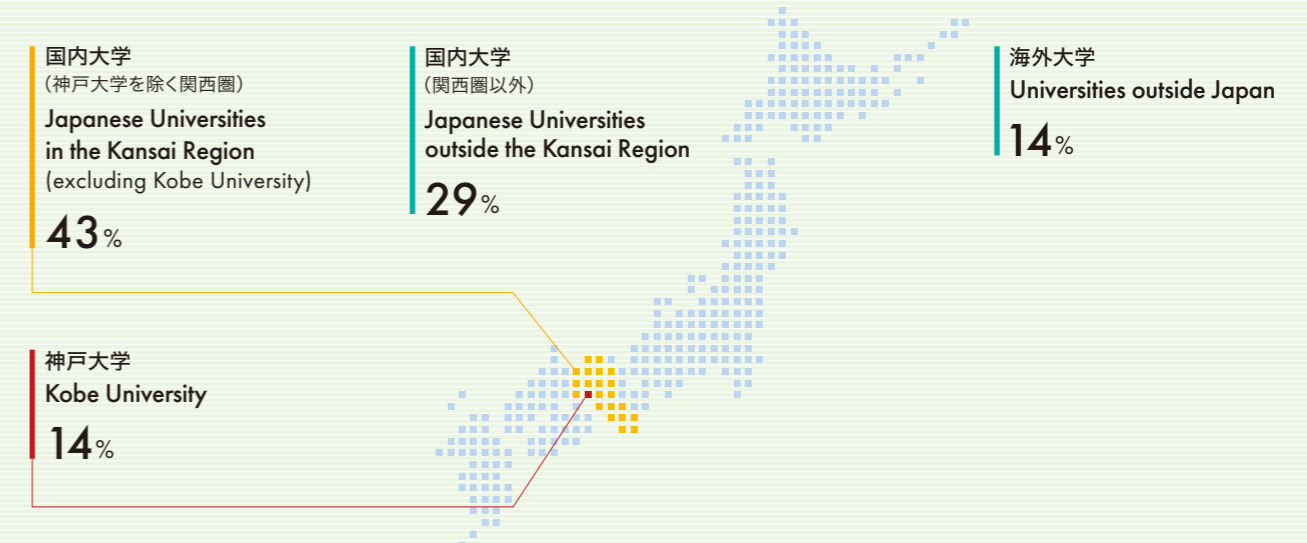 国内大学
（神戸大学を除く関西圏）
Japanese Universities
in the Kansai Region
(excluding Kobe University)
43%
国内大学
（関西圏以外）
Japanese Universities
outside the Kansai Region
29%
海外大学
Universities outside Japan
14%
神戸大学
Kobe University
14%